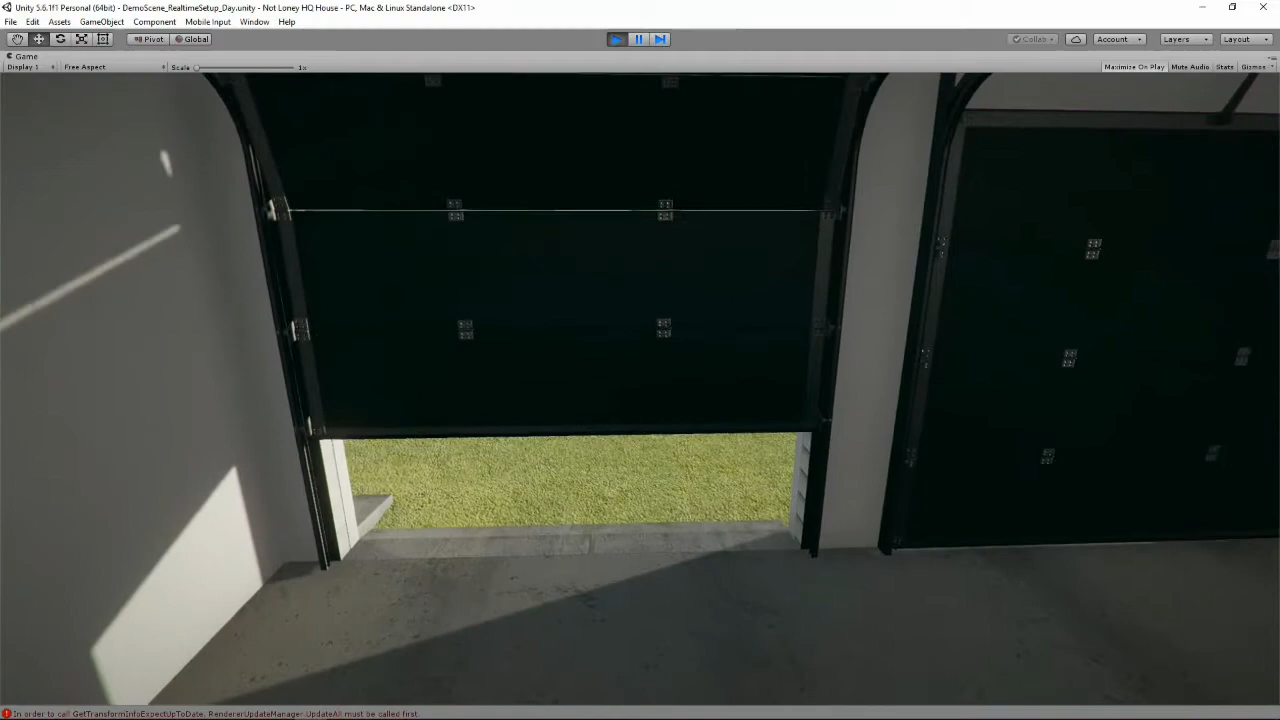 Unity 5.6.1f1 Personal (64bit) - DemoScene_RealtimeSetup_Day.unity - Not Loney HQ House - PC, Mac & Linux Standalone <DX11>
File Edit Assets GameObject Component Mobile Input Window Help
Pivot Global Collab Account Layers Layout
Game
Display 1 Free Aspect Scale 1x Maximize On Play Mute Audio Stats Gizmos
In order to call GetTransformInfoExpectUpToDate, RendererUpdateManager.UpdateAll must be called first.